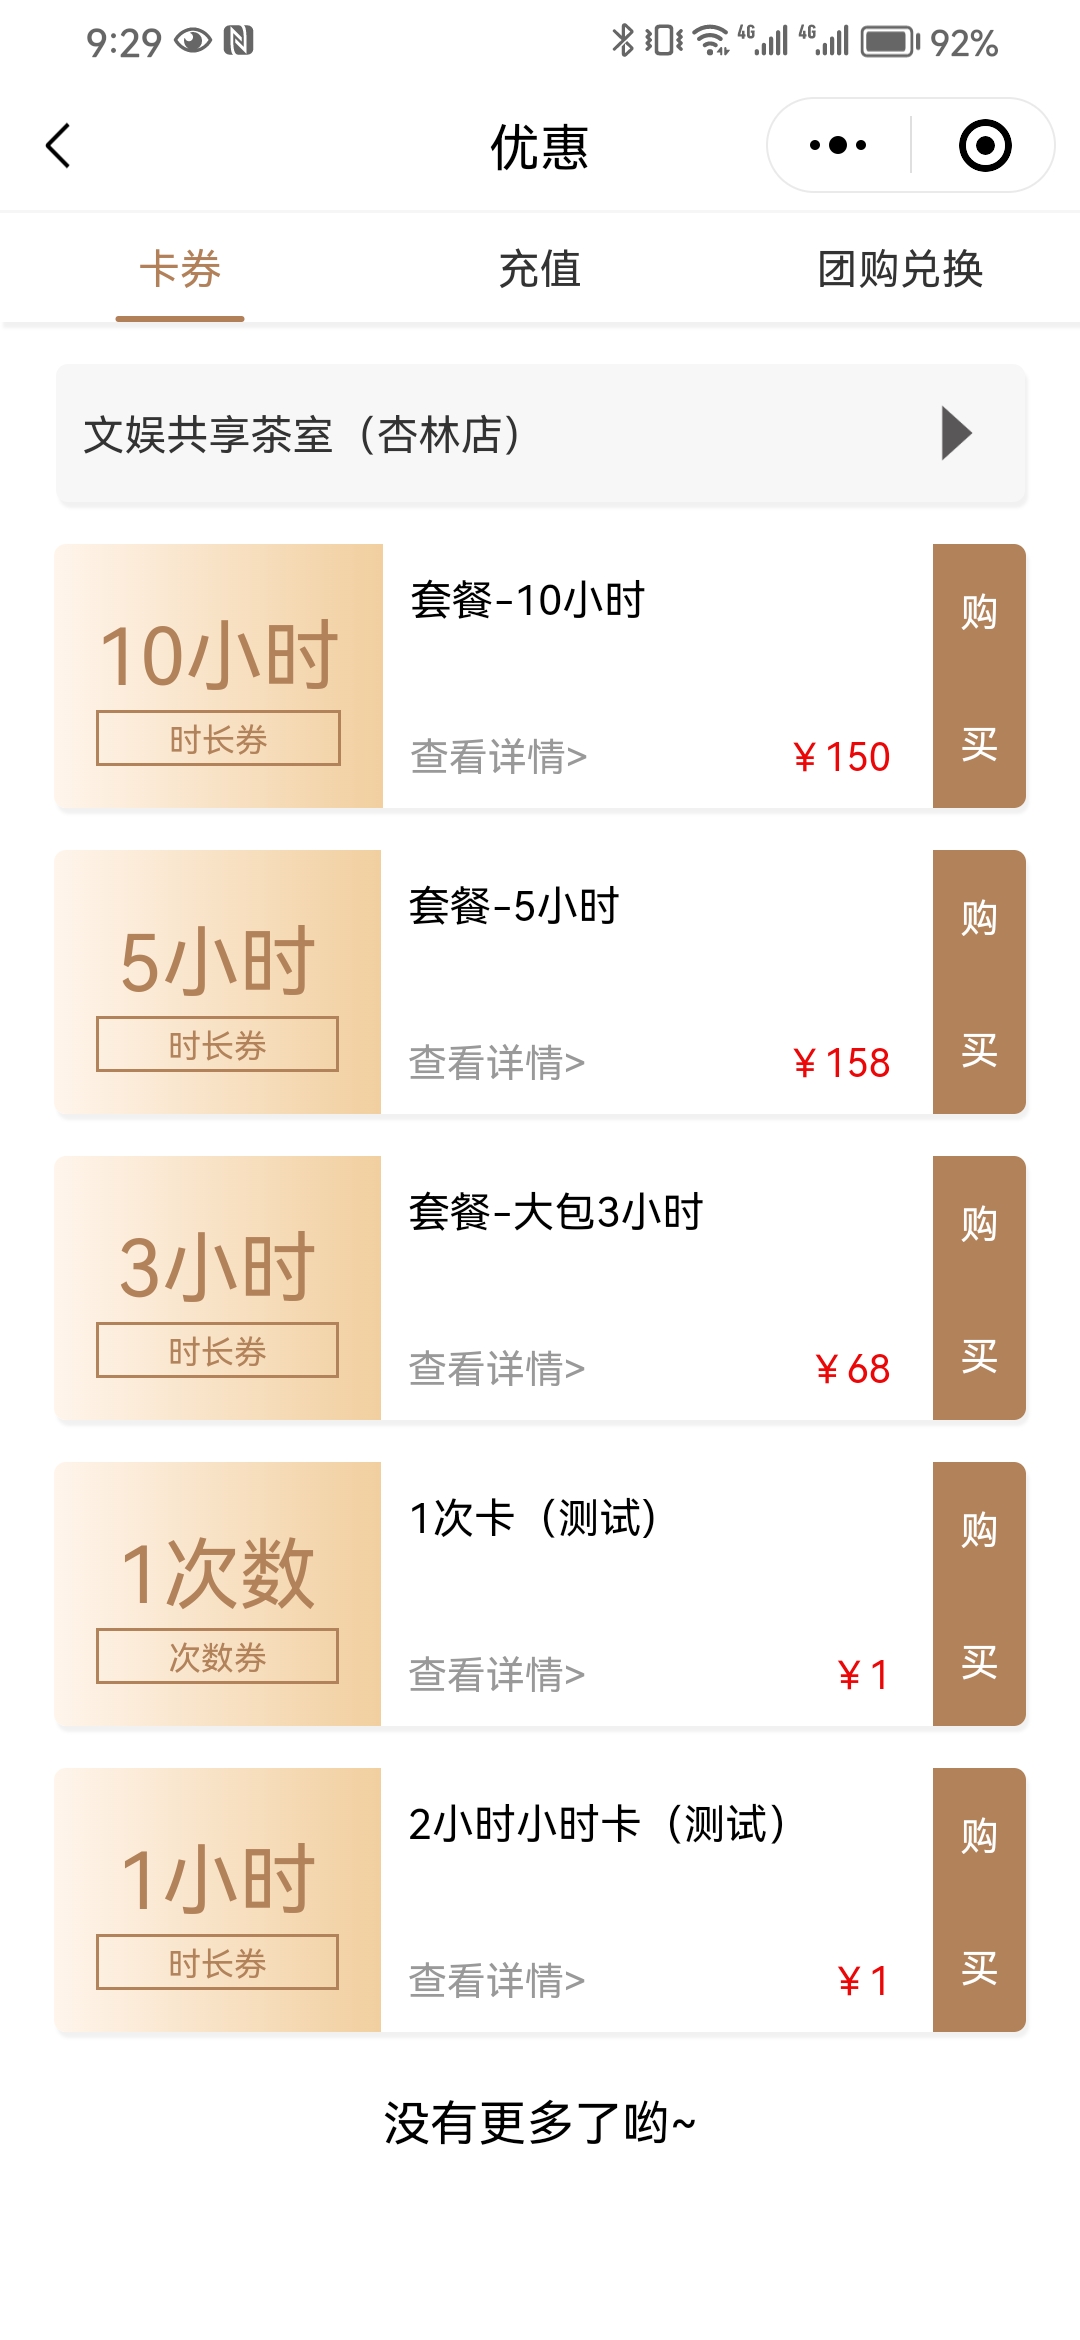 9:29 4G 4G 92%
优惠
卡券 充值 团购兑换
文娱共享茶室（杏林店）
10小时
时长券
套餐-10小时
查看详情> ¥150
购
买
5小时
时长券
套餐-5小时
查看详情> ¥158
购
买
3小时
时长券
套餐-大包3小时
查看详情> ¥68
购
买
1次数
次数券
1次卡（测试）
查看详情> ¥1
购
买
1小时
时长券
2小时小时卡（测试）
查看详情> ¥1
购
买
没有更多了哟~